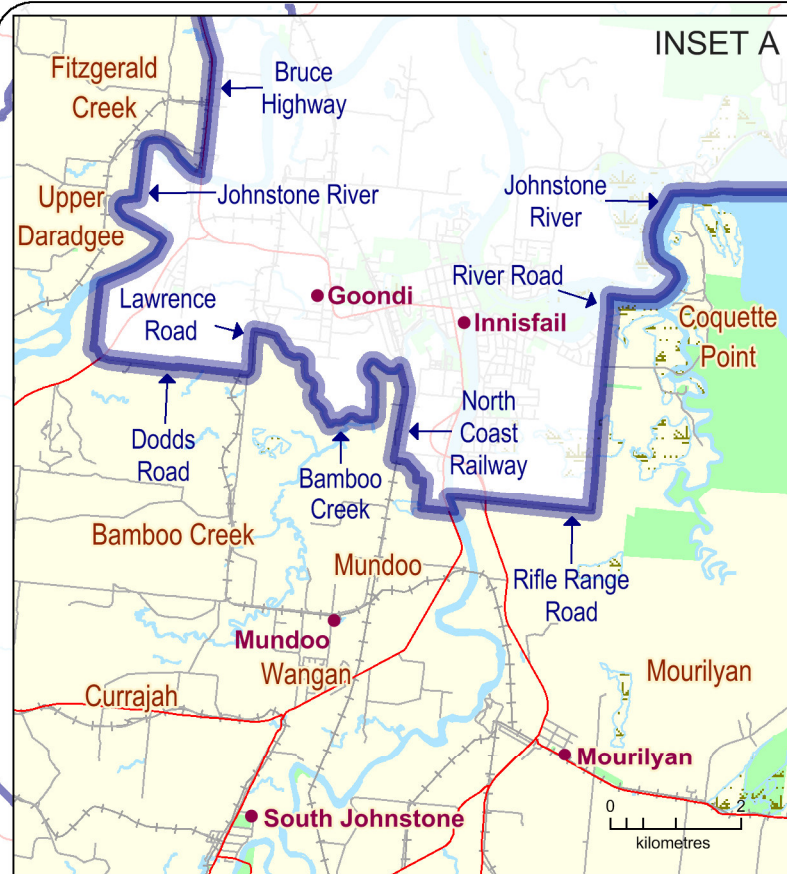 INSET A
Fitzgerald
Creek
Bruce
Highway
Upper
Daradgee
Johnstone River
Johnstone
River
River Road
Lawrence
Road
Goondi
Innisfail
Coquette
Point
Dodds
Road
Bamboo
Creek
North
Coast
Railway
Bamboo Creek
Mundoo
Rifle Range
Road
Mundoo
Wangan
Currajah
Mourilyan
Mourilyan
South Johnstone
0 2
kilometres